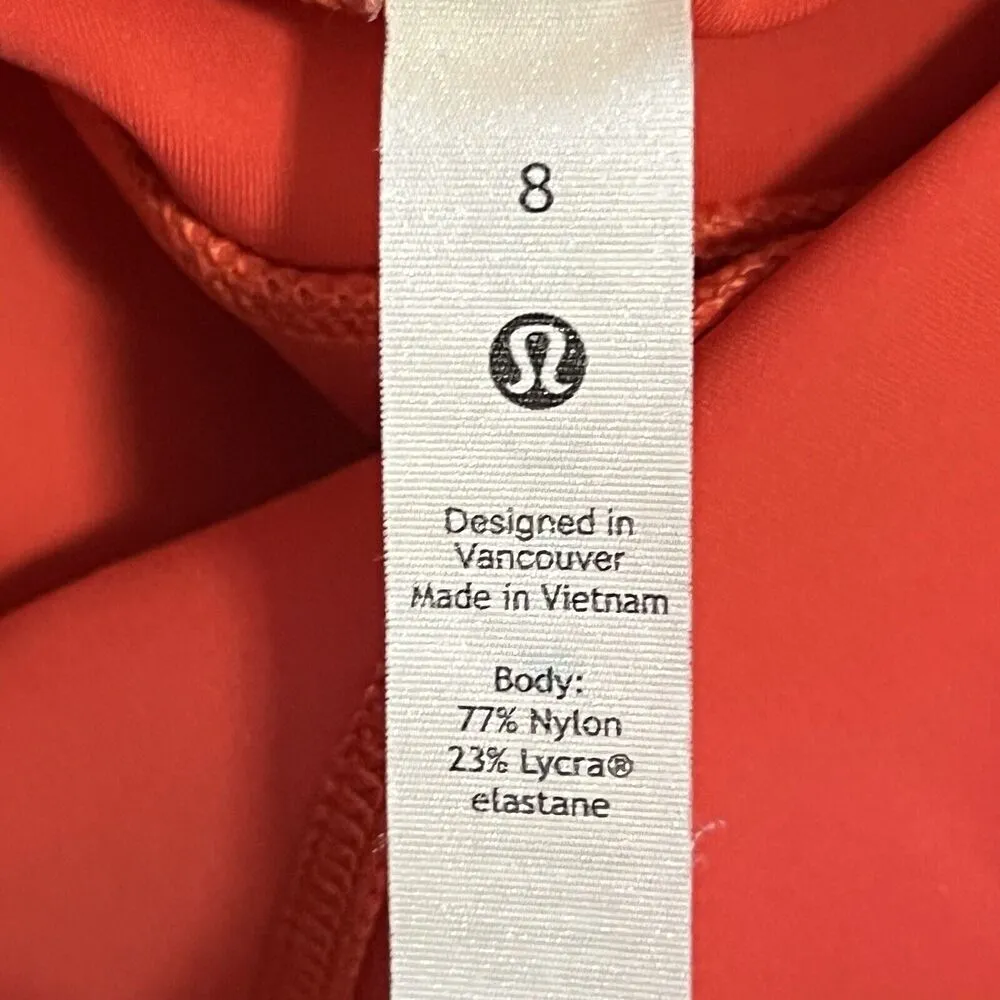 8
Designed in
Vancouver
Made in Vietnam
Body:
77% Nylon
23% Lycra®
elastane